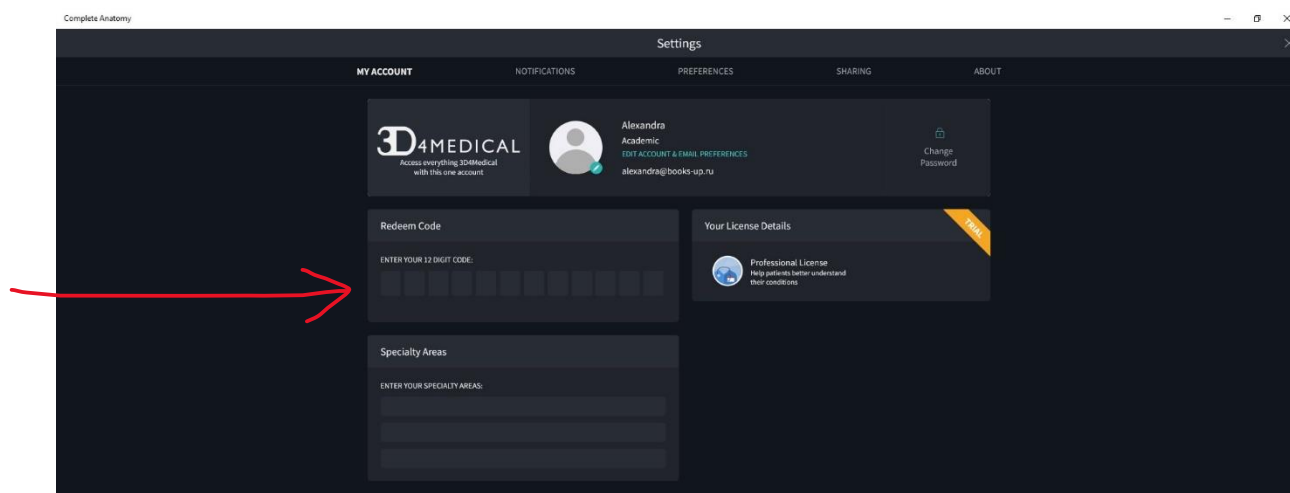 Complete Anatomy
Settings
MY ACCOUNT
NOTIFICATIONS
PREFERENCES
SHARING
ABOUT
3D4MEDICAL
Access everything 3D4Medical
with this one account
Alexandra
Academic
EDIT ACCOUNT & EMAIL PREFERENCES
alexandra@books-up.ru
Change
Password
Redeem Code
ENTER YOUR 12 DIGIT CODE:
Your License Details
TRIAL
Professional License
Help patients better understand
their conditions
Specialty Areas
ENTER YOUR SPECIALTY AREAS: